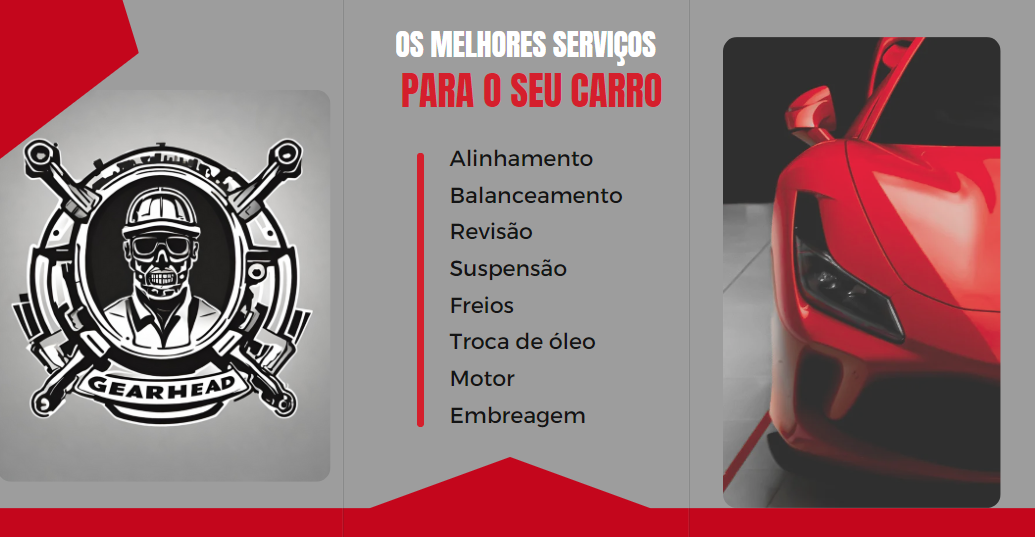 GEARHEAD
OS MELHORES SERVIÇOS
PARA O SEU CARRO
Alinhamento
Balanceamento
Revisão
Suspensão
Freios
Troca de óleo
Motor
Embreagem